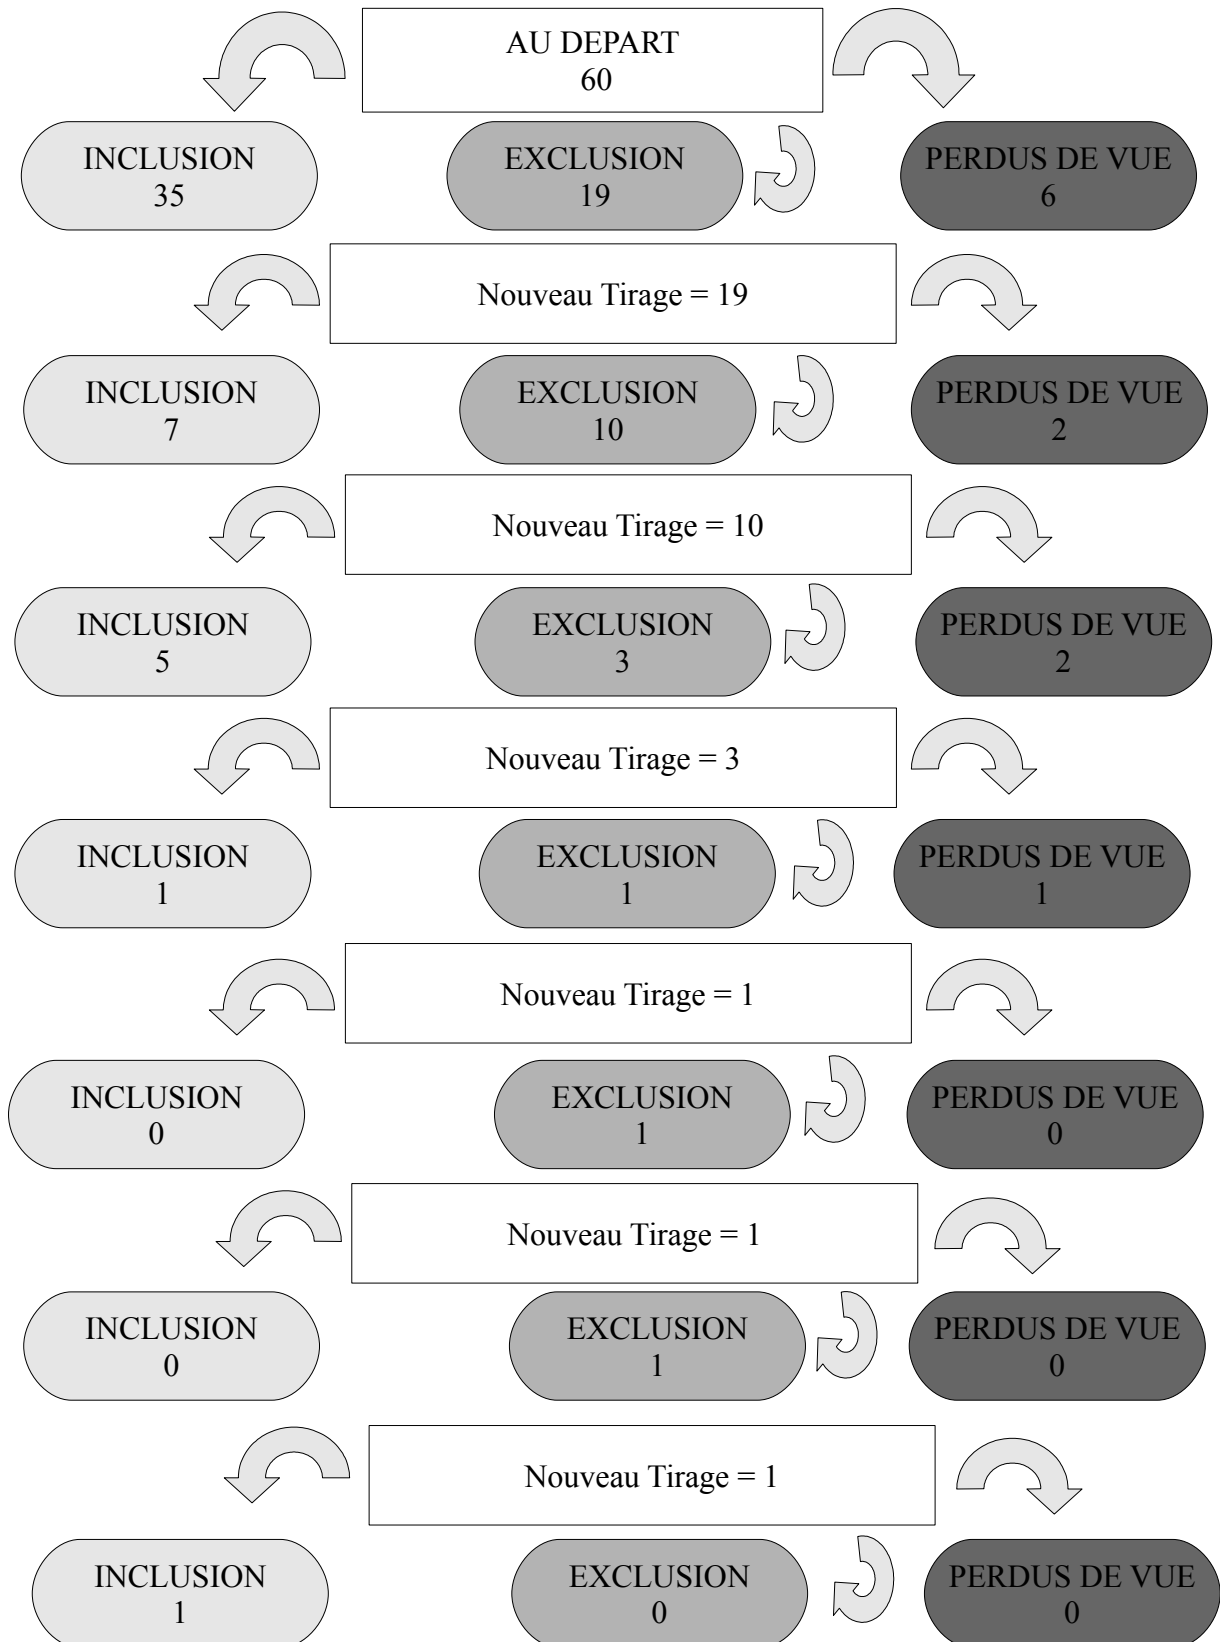 AU DEPART
60
INCLUSION
35
EXCLUSION
19
PERDUS DE VUE
6
Nouveau Tirage = 19
INCLUSION
7
EXCLUSION
10
PERDUS DE VUE
2
Nouveau Tirage = 10
INCLUSION
5
EXCLUSION
3
PERDUS DE VUE
2
Nouveau Tirage = 3
INCLUSION
1
EXCLUSION
1
PERDUS DE VUE
1
Nouveau Tirage = 1
INCLUSION
0
EXCLUSION
1
PERDUS DE VUE
0
Nouveau Tirage = 1
INCLUSION
0
EXCLUSION
1
PERDUS DE VUE
0
Nouveau Tirage = 1
INCLUSION
1
EXCLUSION
0
PERDUS DE VUE
0